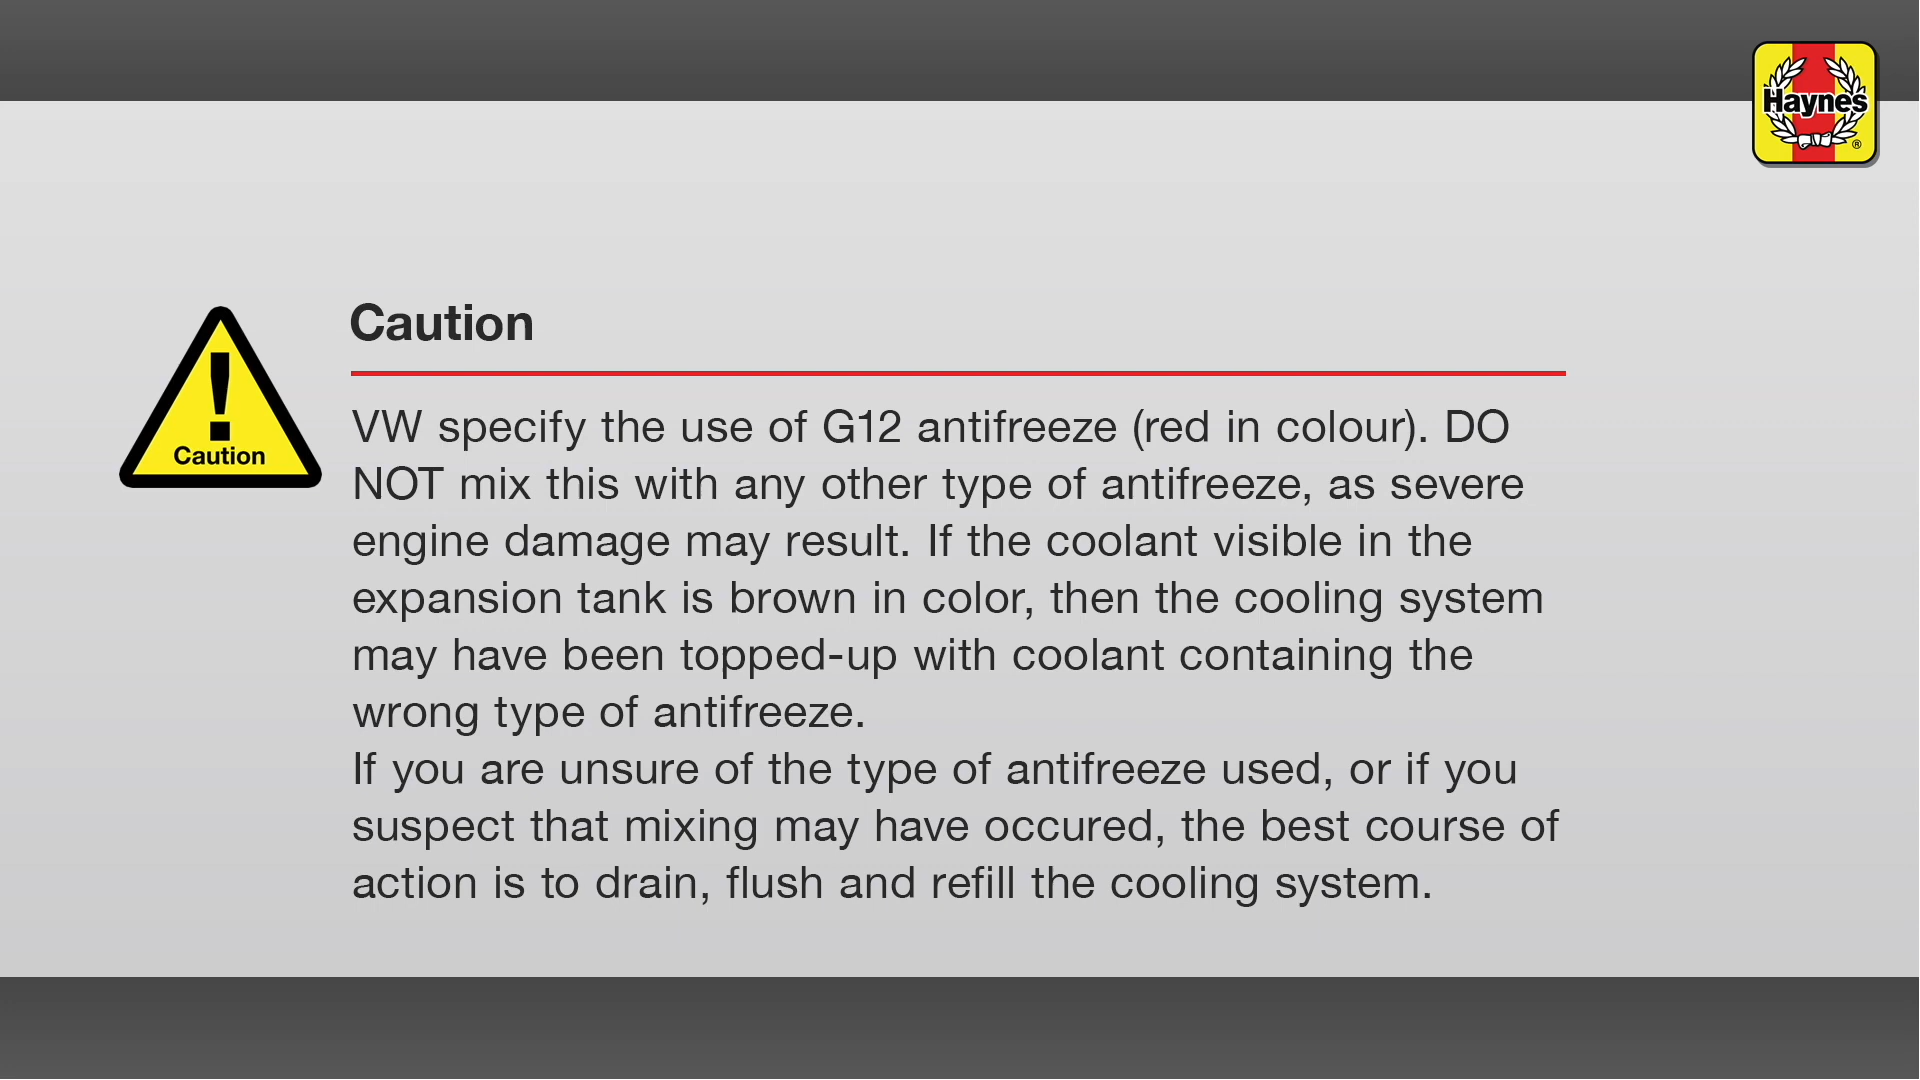 Haynes
®
Caution
Caution
VW specify the use of G12 antifreeze (red in colour). DO
NOT mix this with any other type of antifreeze, as severe
engine damage may result. If the coolant visible in the
expansion tank is brown in color, then the cooling system
may have been topped-up with coolant containing the
wrong type of antifreeze.
If you are unsure of the type of antifreeze used, or if you
suspect that mixing may have occured, the best course of
action is to drain, flush and refill the cooling system.